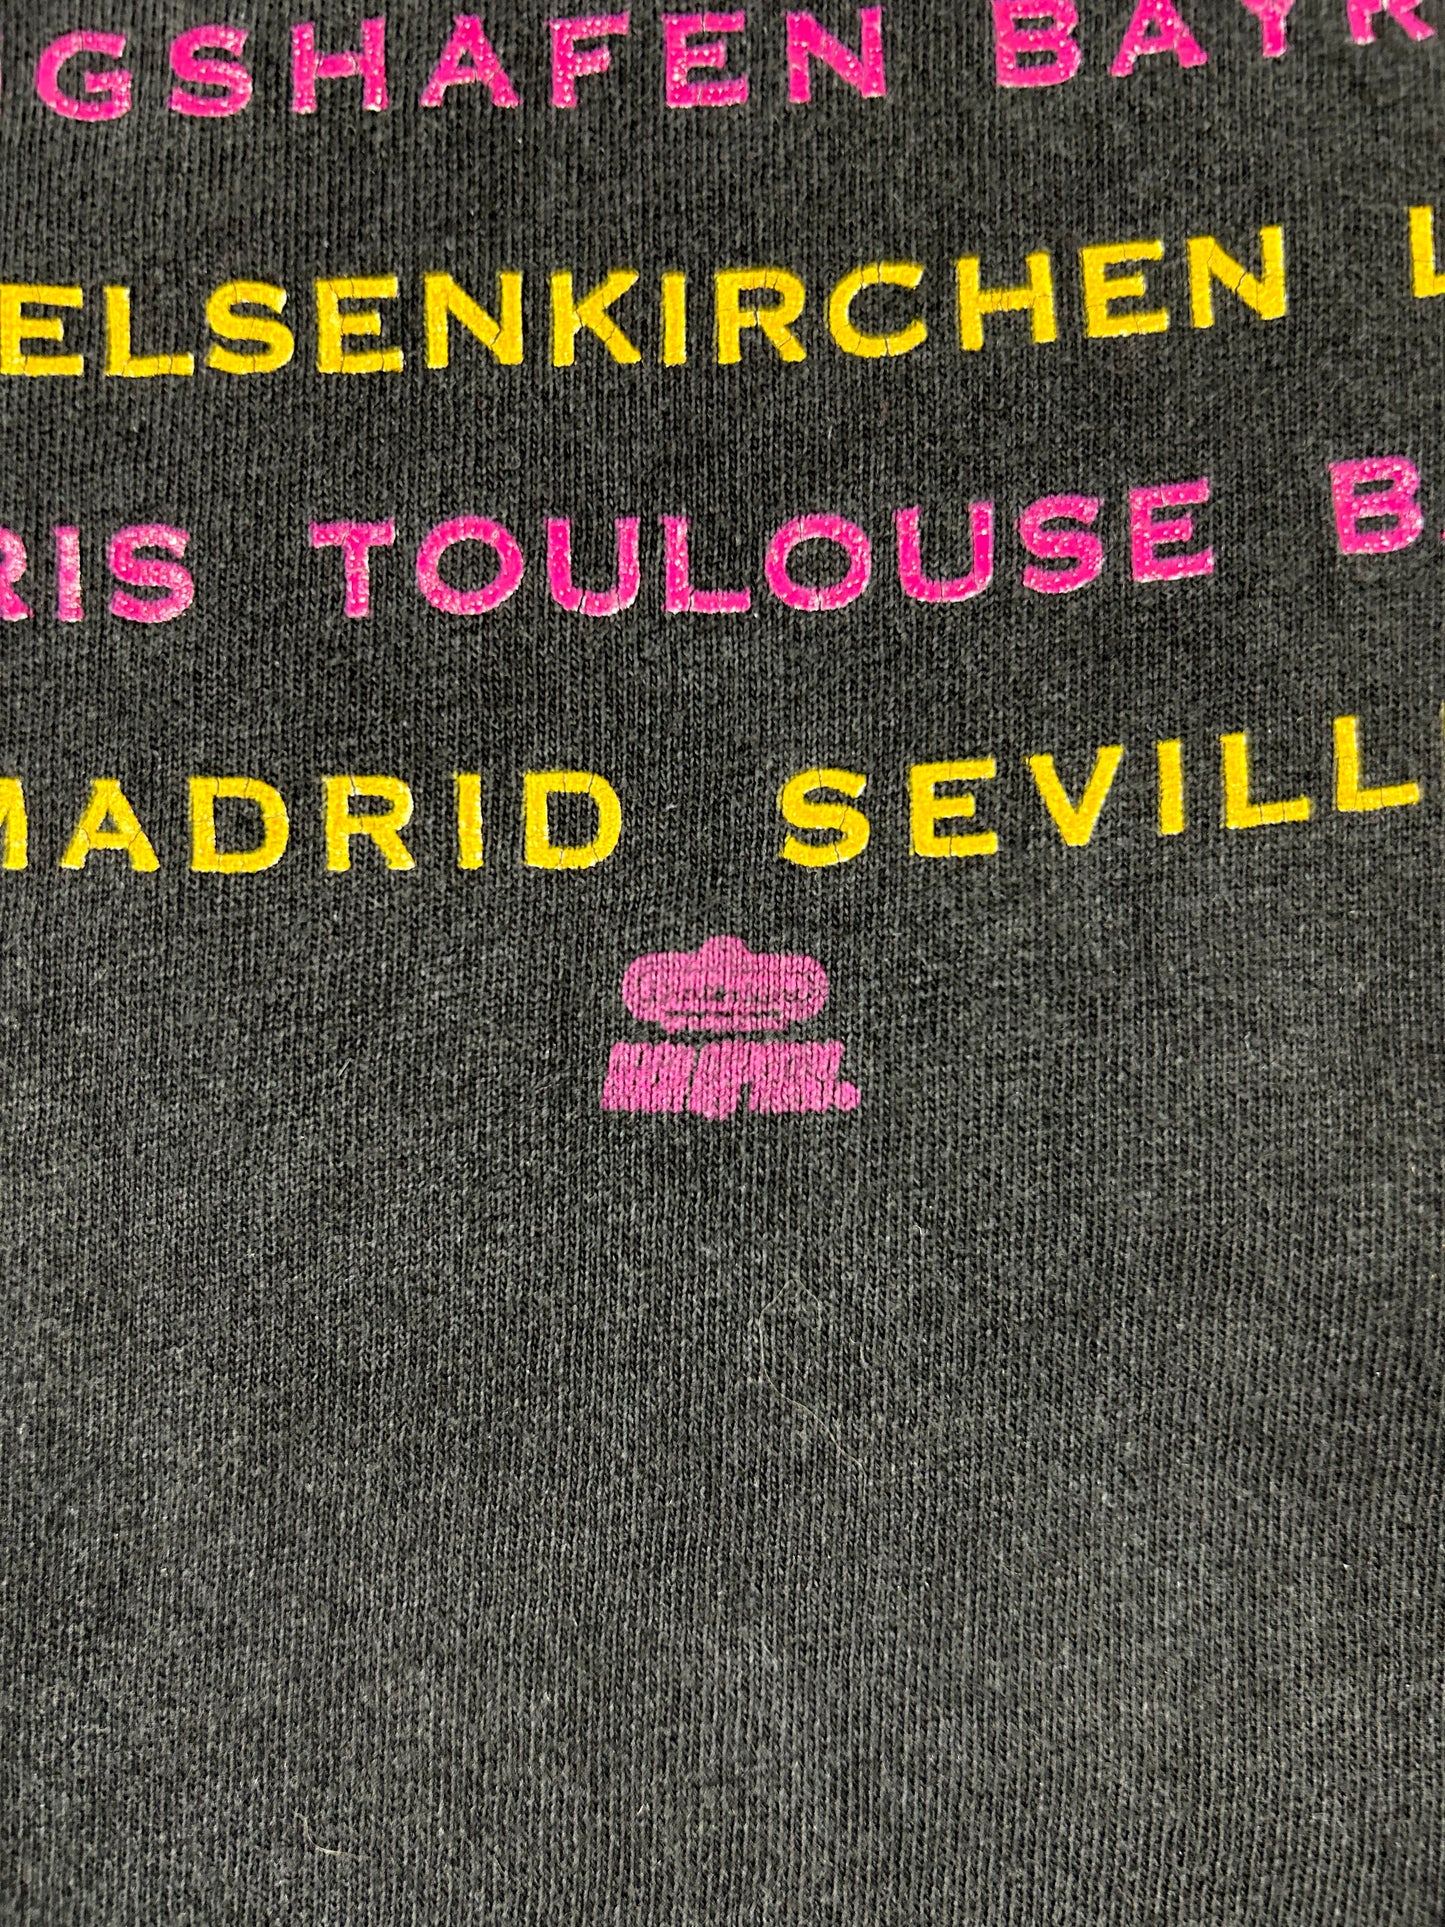 GSHAFEN BAYR
ELSENKIRCHEN L
RIS TOULOUSE B
MADRID SEVILL